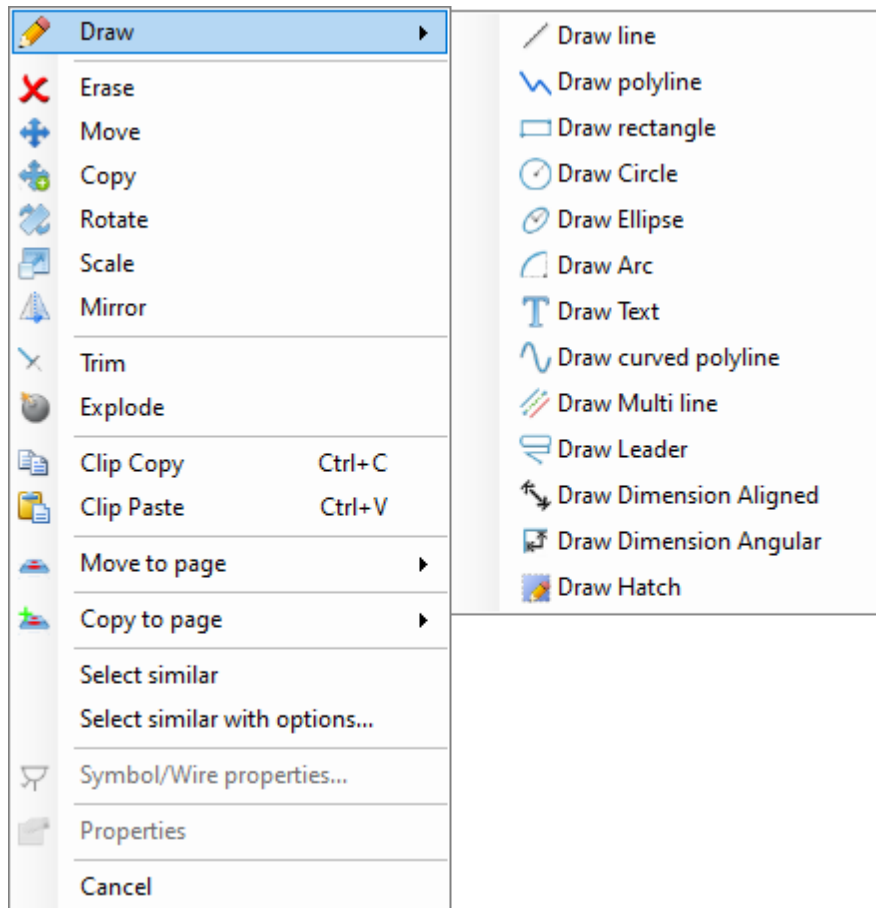 Draw
Erase
Move
Copy
Rotate
Scale
Mirror
Trim
Explode
Clip Copy Ctrl+C
Clip Paste Ctrl+V
Move to page
Copy to page
Select similar
Select similar with options...
Symbol/Wire properties...
Properties
Cancel
Draw line
Draw polyline
Draw rectangle
Draw Circle
Draw Ellipse
Draw Arc
Draw Text
Draw curved polyline
Draw Multi line
Draw Leader
Draw Dimension Aligned
Draw Dimension Angular
Draw Hatch